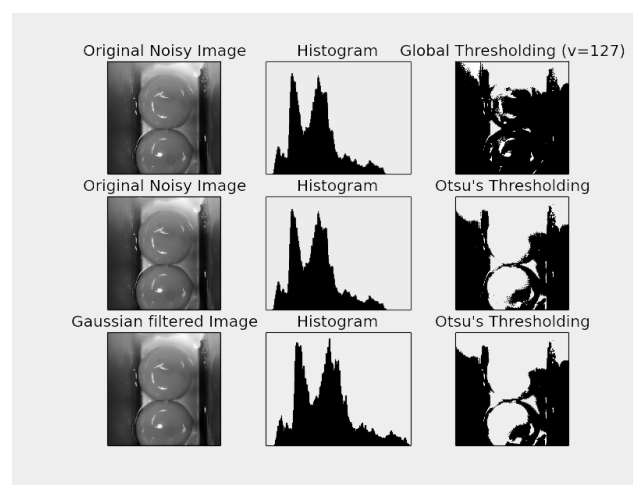 Original Noisy Image
Histogram
Global Thresholding (v=127)
Original Noisy Image
Histogram
Otsu's Thresholding
Gaussian filtered Image
Histogram
Otsu's Thresholding